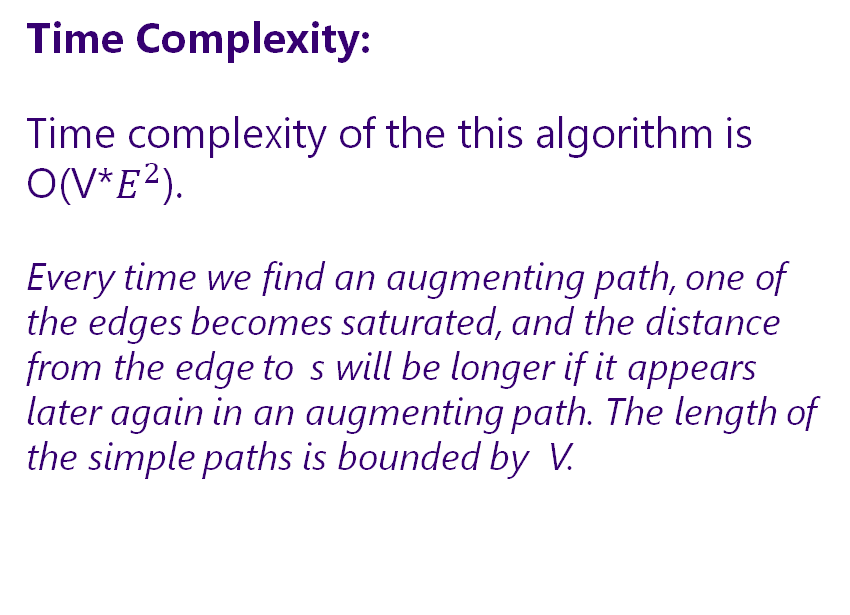 Time Complexity:
Time complexity of the this algorithm is
O(V*E²).
Every time we find an augmenting path, one of
the edges becomes saturated, and the distance
from the edge to s will be longer if it appears
later again in an augmenting path. The length of
the simple paths is bounded by V.